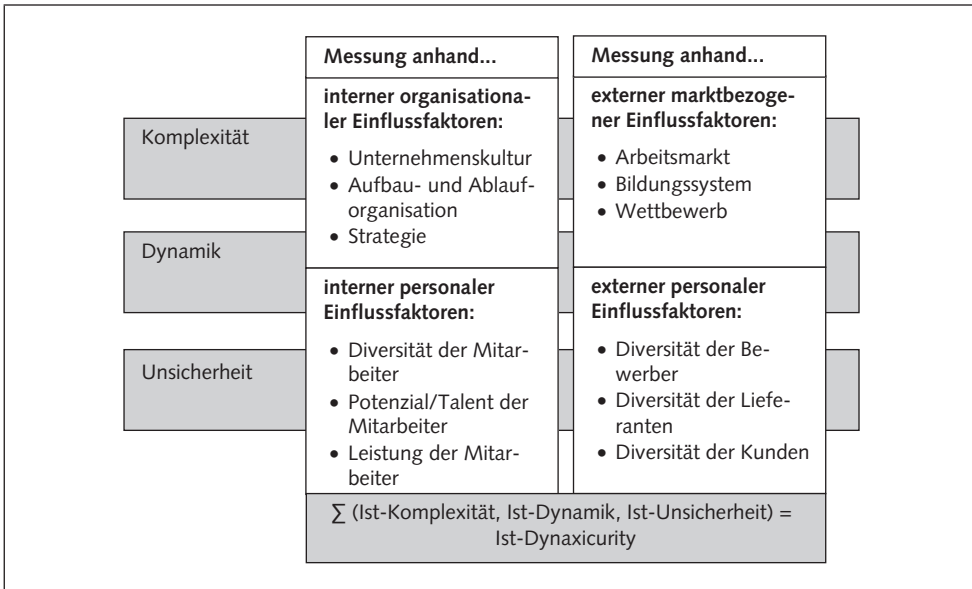 Komplexität
Dynamik
Unsicherheit
Messung anhand...
interner organisationa-
ler Einflussfaktoren:
• Unternehmenskultur
• Aufbau- und Ablauf-
organisation
• Strategie
interner personaler
Einflussfaktoren:
• Diversität der Mitar-
beiter
• Potenzial/Talent der
Mitarbeiter
• Leistung der Mitar-
beiter
Messung anhand...
externer marktbezoge-
ner Einflussfaktoren:
• Arbeitsmarkt
• Bildungssystem
• Wettbewerb
externer personaler
Einflussfaktoren:
• Diversität der Be-
werber
• Diversität der Liefe-
ranten
• Diversität der Kunden
∑ (Ist-Komplexität, Ist-Dynamik, Ist-Unsicherheit) =
Ist-Dynaxicurity